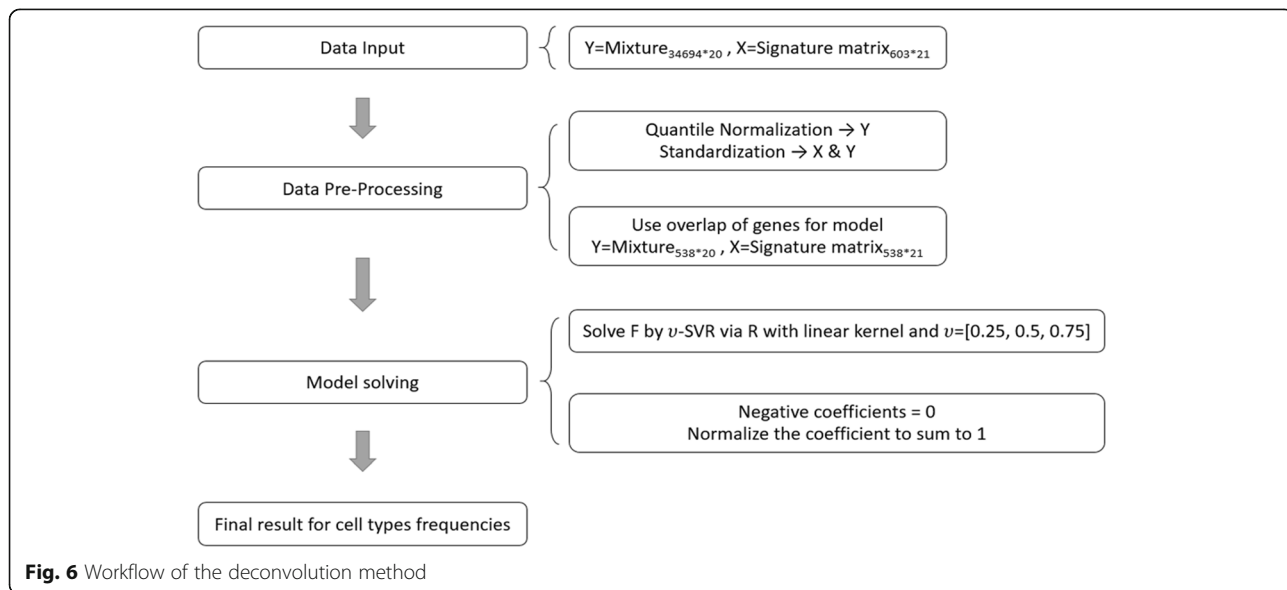 Data Input
Y=Mixture₃₄₆₉₄*₂₀ , X=Signature matrix₆₀₃*₂₁
Quantile Normalization → Y
Standardization → X & Y
Data Pre-Processing
Use overlap of genes for model
Y=Mixture₅₃₈*₂₀ , X=Signature matrix₅₃₈*₂₁
Solve F by υ-SVR via R with linear kernel and υ=[0.25, 0.5, 0.75]
Model solving
Negative coefficients = 0
Normalize the coefficient to sum to 1
Final result for cell types frequencies
Fig. 6 Workflow of the deconvolution method